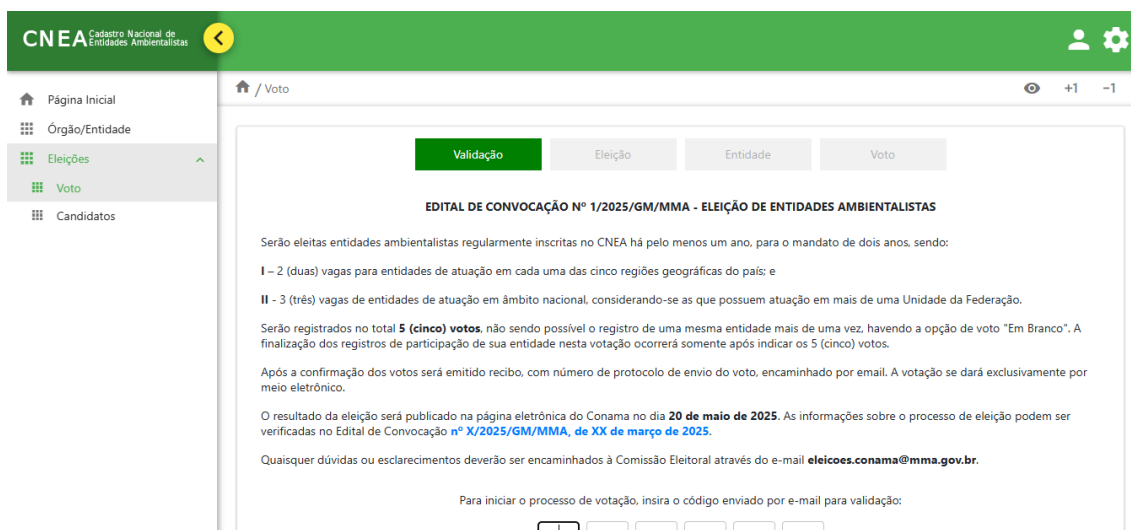 CNEA Cadastro Nacional de
Entidades Ambientalistas
/ Voto
+1 -1
Página Inicial
Órgão/Entidade
Eleições
Voto
Candidatos
Validação Eleição Entidade Voto
EDITAL DE CONVOCAÇÃO Nº 1/2025/GM/MMA - ELEIÇÃO DE ENTIDADES AMBIENTALISTAS
Serão eleitas entidades ambientalistas regularmente inscritas no CNEA há pelo menos um ano, para o mandato de dois anos, sendo:
I – 2 (duas) vagas para entidades de atuação em cada uma das cinco regiões geográficas do país; e
II - 3 (três) vagas de entidades de atuação em âmbito nacional, considerando-se as que possuem atuação em mais de uma Unidade da Federação.
Serão registrados no total 5 (cinco) votos, não sendo possível o registro de uma mesma entidade mais de uma vez, havendo a opção de voto "Em Branco". A
finalização dos registros de participação de sua entidade nesta votação ocorrerá somente após indicar os 5 (cinco) votos.
Após a confirmação dos votos será emitido recibo, com número de protocolo de envio do voto, encaminhado por email. A votação se dará exclusivamente por
meio eletrônico.
O resultado da eleição será publicado na página eletrônica do Conama no dia 20 de maio de 2025. As informações sobre o processo de eleição podem ser
verificadas no Edital de Convocação nº X/2025/GM/MMA, de XX de março de 2025.
Quaisquer dúvidas ou esclarecimentos deverão ser encaminhados à Comissão Eleitoral através do e-mail eleicoes.conama@mma.gov.br.
Para iniciar o processo de votação, insira o código enviado por e-mail para validação: